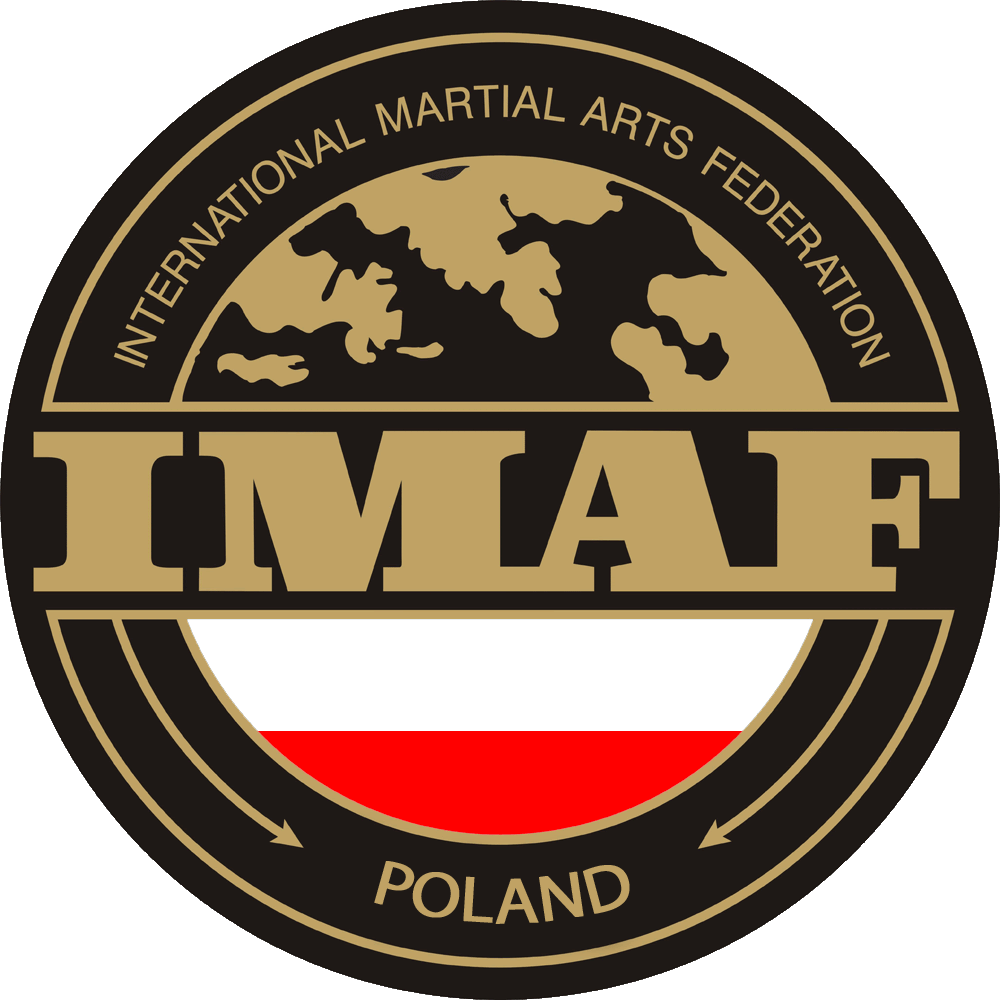 INTERNATIONAL MARTIAL ARTS FEDERATION
IMAF
POLAND